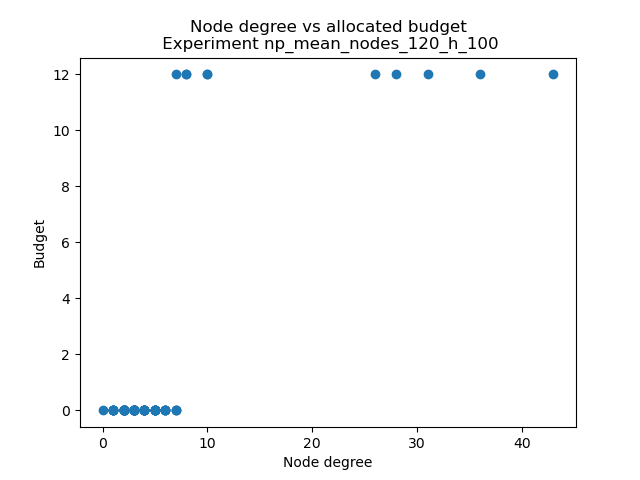 Node degree vs allocated budget
Experiment np_mean_nodes_120_h_100
12
10
8
6
4
2
0
Budget
0 10 20 30 40
Node degree